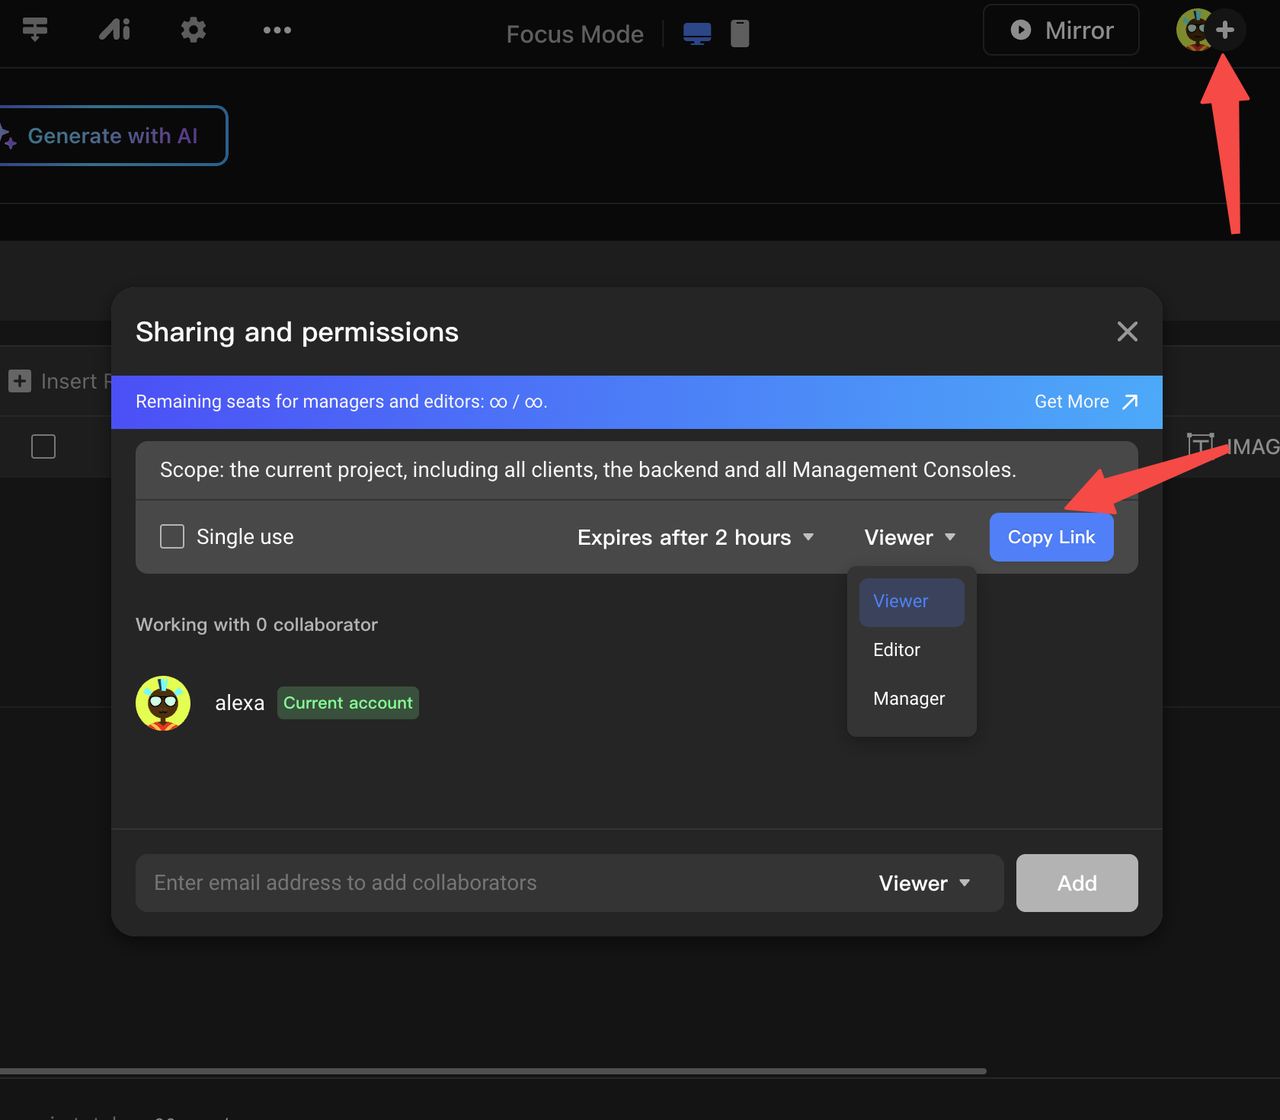 Focus Mode
Mirror
Generate with AI
Sharing and permissions
Insert
Remaining seats for managers and editors: ∞ / ∞.
Get More
Scope: the current project, including all clients, the backend and all Management Consoles.
IMAG
Single use
Expires after 2 hours
Viewer
Copy Link
Viewer
Editor
Manager
Working with 0 collaborator
alexa
Current account
Enter email address to add collaborators
Viewer
Add